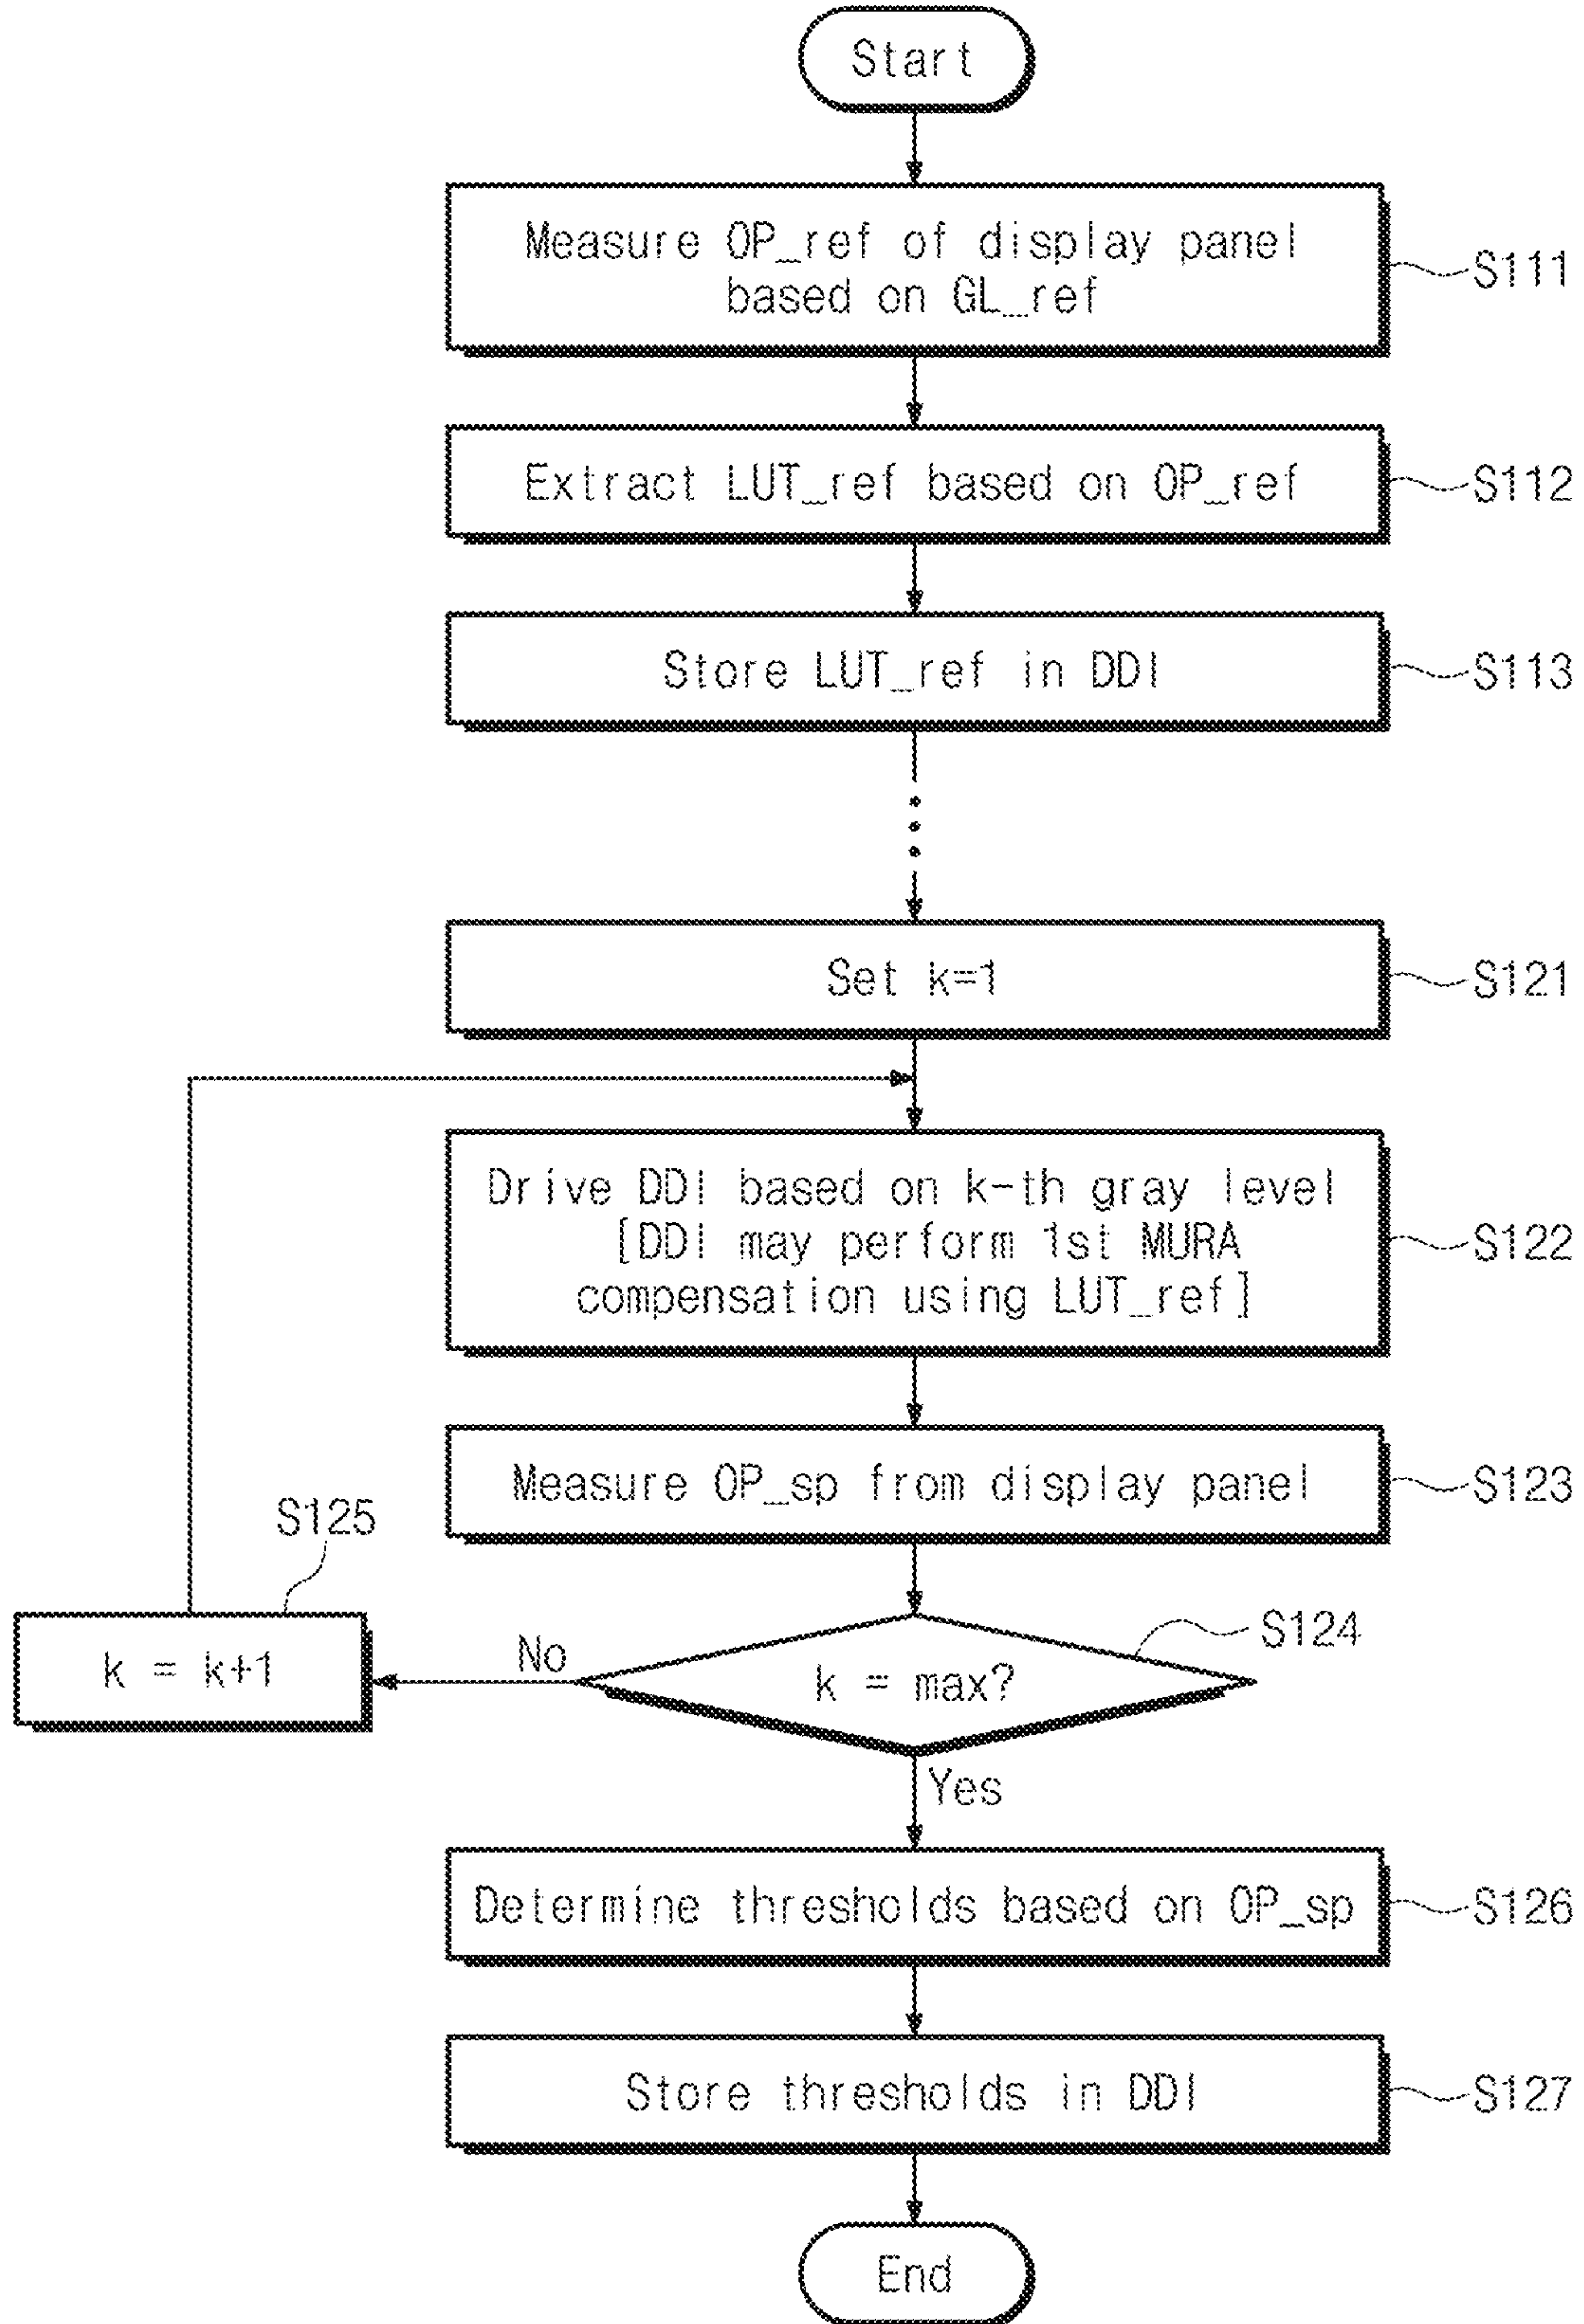 Start
Measure OP_ref of display panel
based on GL_ref
S111
Extract LUT_ref based on OP_ref
S112
Store LUT_ref in DDI
S113
Set k=1
S121
Drive DDI based on k-th gray level
[DDI may perform 1st MURA
compensation using LUT_ref]
S122
Measure OP_sp from display panel
S123
S125
k = k+1
No
k = max?
S124
Yes
Determine thresholds based on OP_sp
S126
Store thresholds in DDI
S127
End